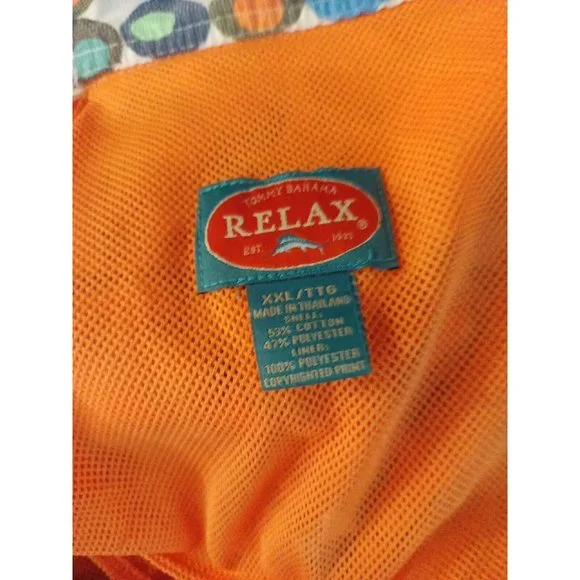 TOMMY BAHAMA
RELAX®
EST. 1993
XXL/TTG
MADE IN THAILAND
SHELL:
53% COTTON
47% POLYESTER
LINER:
100% POLYESTER
COPYRIGHTED PRINT